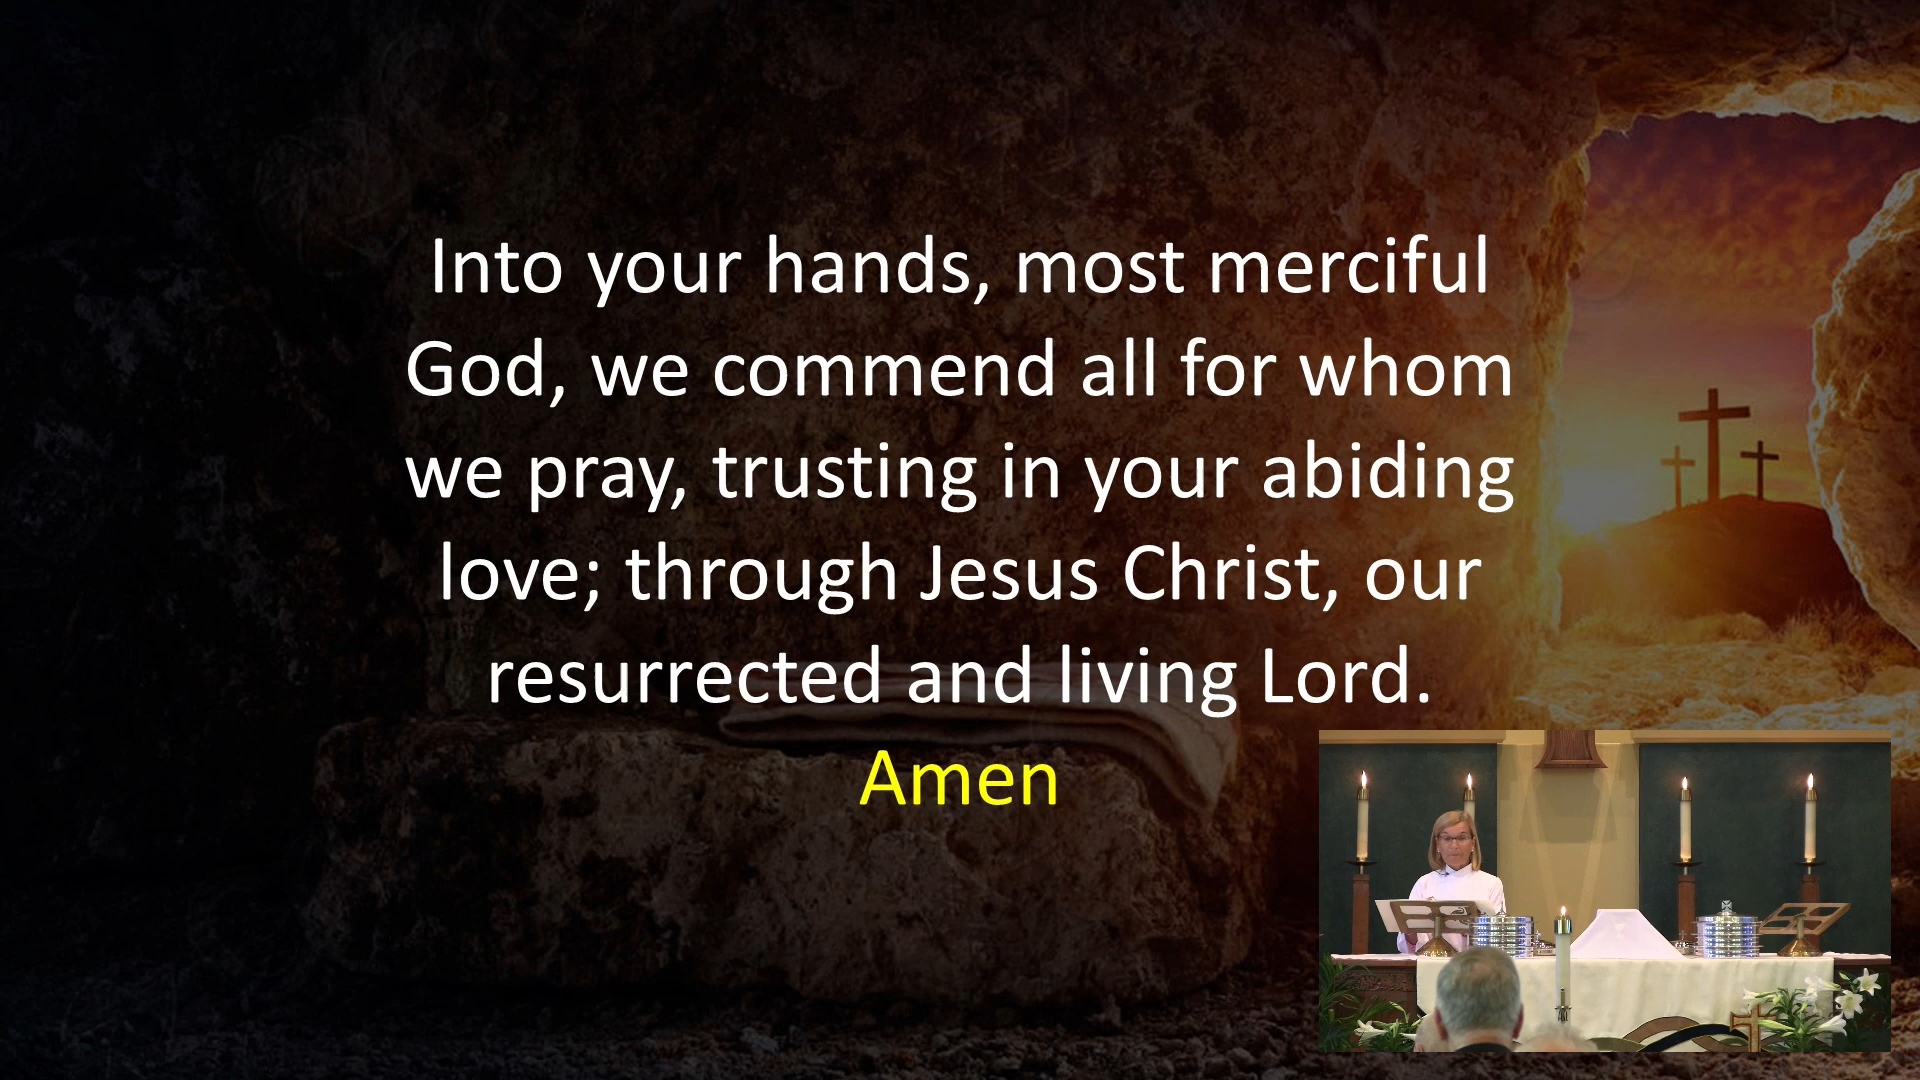 Into your hands, most merciful
God, we commend all for whom
we pray, trusting in your abiding
love; through Jesus Christ, our
resurrected and living Lord.
Amen